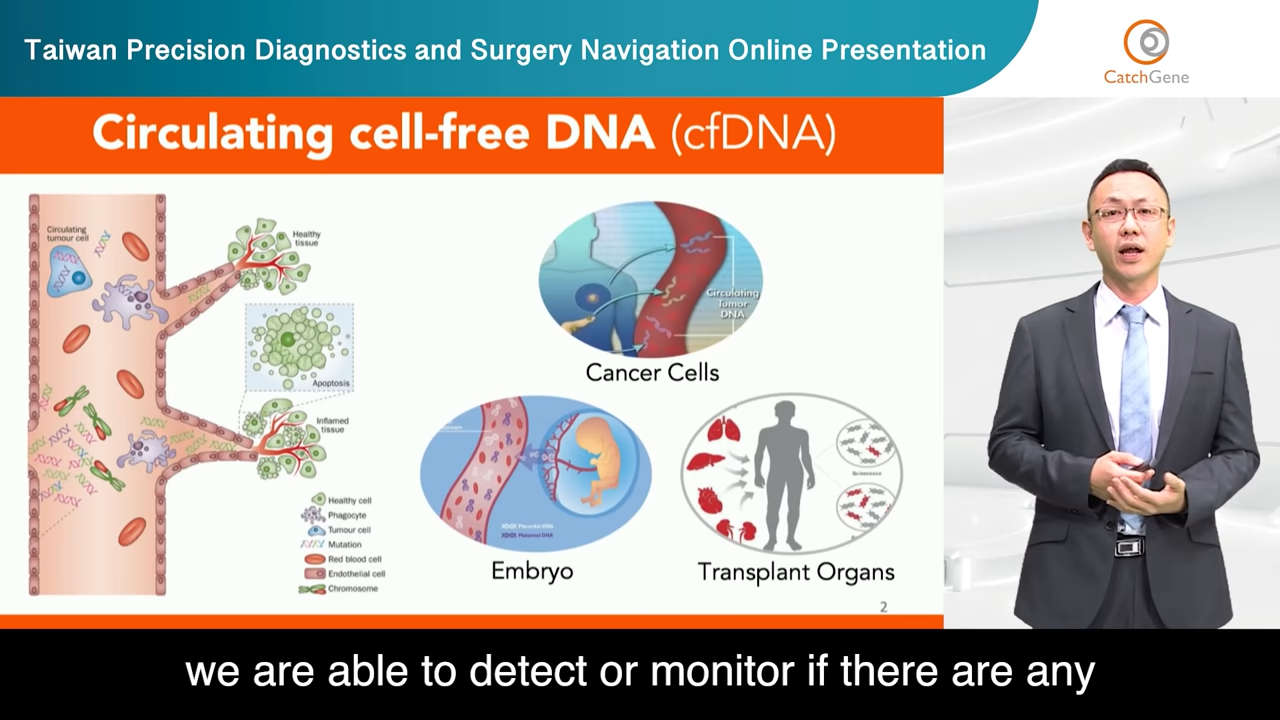 Taiwan Precision Diagnostics and Surgery Navigation Online Presentation
CatchGene
Circulating cell-free DNA (cfDNA)
Circulating
tumour cell
Healthy
tissue
Apoptosis
Inflamed
tissue
Healthy cell
Phagocyte
Tumour cell
Mutation
Red blood cell
Endothelial cell
Chromosome
Circulating
Tumor
DNA
Cancer Cells
Placental DNA
Maternal DNA
Embryo
Transplant Organs
2
we are able to detect or monitor if there are any